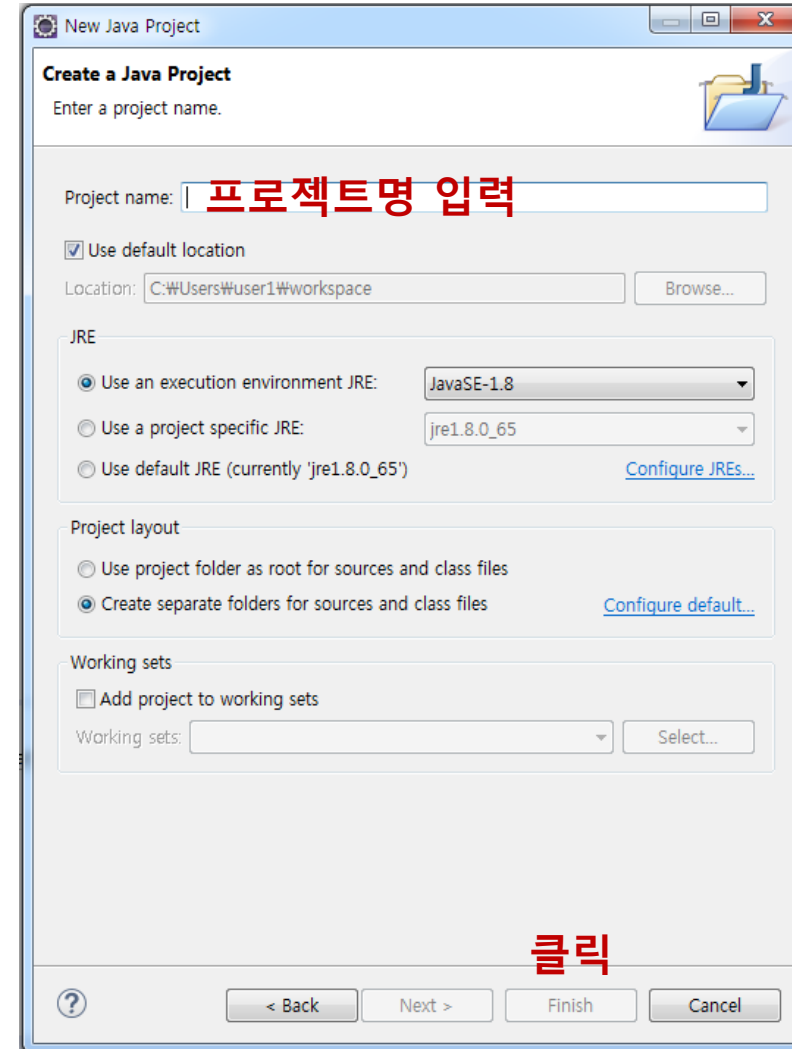 New Java Project
Create a Java Project
Enter a project name.
Project name: 프로젝트명 입력
Use default location
Location: C:₩Users₩user1₩workspace Browse...
JRE
Use an execution environment JRE: JavaSE-1.8
Use a project specific JRE: jre1.8.0_65
Use default JRE (currently 'jre1.8.0_65') Configure JREs...
Project layout
Use project folder as root for sources and class files
Create separate folders for sources and class files Configure default...
Working sets
Add project to working sets
Working sets: Select...
클릭
? < Back Next > Finish Cancel